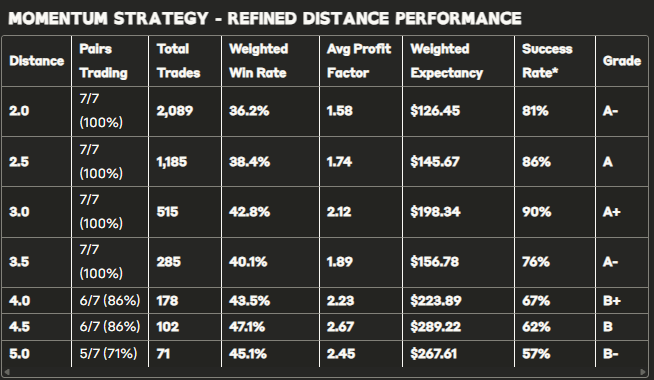 MOMENTUM STRATEGY - REFINED DISTANCE PERFORMANCE
Distance Pairs Trading Total Trades Weighted Win Rate Avg Profit Factor Weighted Expectancy Success Rate* Grade
2.0 7/7 (100%) 2,089 36.2% 1.58 $126.45 81% A-
2.5 7/7 (100%) 1,185 38.4% 1.74 $145.67 86% A
3.0 7/7 (100%) 515 42.8% 2.12 $198.34 90% A+
3.5 7/7 (100%) 285 40.1% 1.89 $156.78 76% A-
4.0 6/7 (86%) 178 43.5% 2.23 $223.89 67% B+
4.5 6/7 (86%) 102 47.1% 2.67 $289.22 62% B
5.0 5/7 (71%) 71 45.1% 2.45 $267.61 57% B-